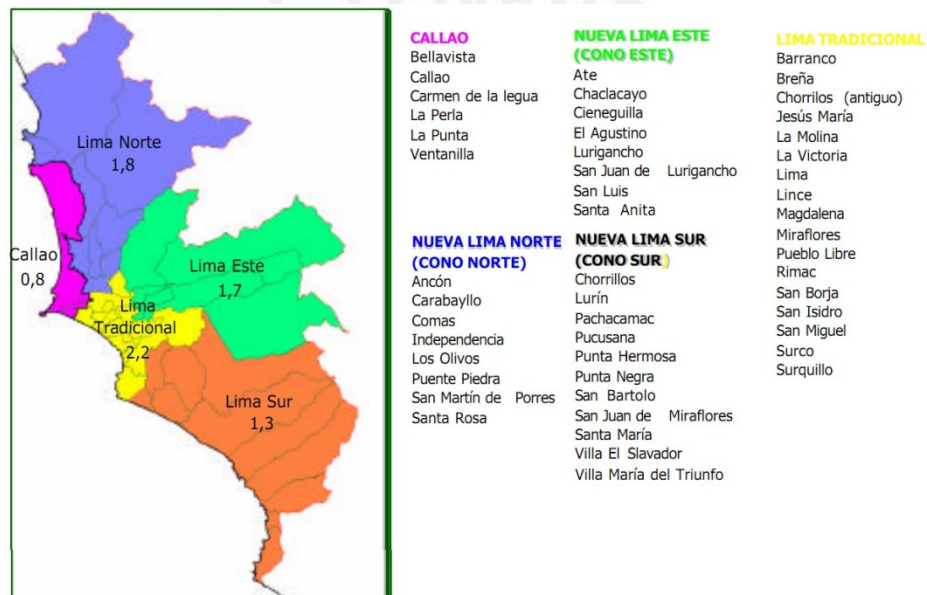 Lima Norte
1,8
Callao
0,8
Lima Este
1,7
Lima
Tradicional
2,2
Lima Sur
1,3
CALLAO
Bellavista
Callao
Carmen de la legua
La Perla
La Punta
Ventanilla
NUEVA LIMA ESTE
(CONO ESTE)
Ate
Chaclacayo
Cieneguilla
El Agustino
Lurigancho
San Juan de Lurigancho
San Luis
Santa Anita
LIMA TRADICIONAL
Barranco
Breña
Chorrilos (antiguo)
Jesús María
La Molina
La Victoria
Lima
Lince
Magdalena
Miraflores
Pueblo Libre
Rimac
San Borja
San Isidro
San Miguel
Surco
Surquillo
NUEVA LIMA NORTE
(CONO NORTE)
Ancón
Carabayllo
Comas
Independencia
Los Olivos
Puente Piedra
San Martín de Porres
Santa Rosa
NUEVA LIMA SUR
(CONO SUR)
Chorrillos
Lurín
Pachacamac
Pucusana
Punta Hermosa
Punta Negra
San Bartolo
San Juan de Miraflores
Santa María
Villa El Slavador
Villa María del Triunfo